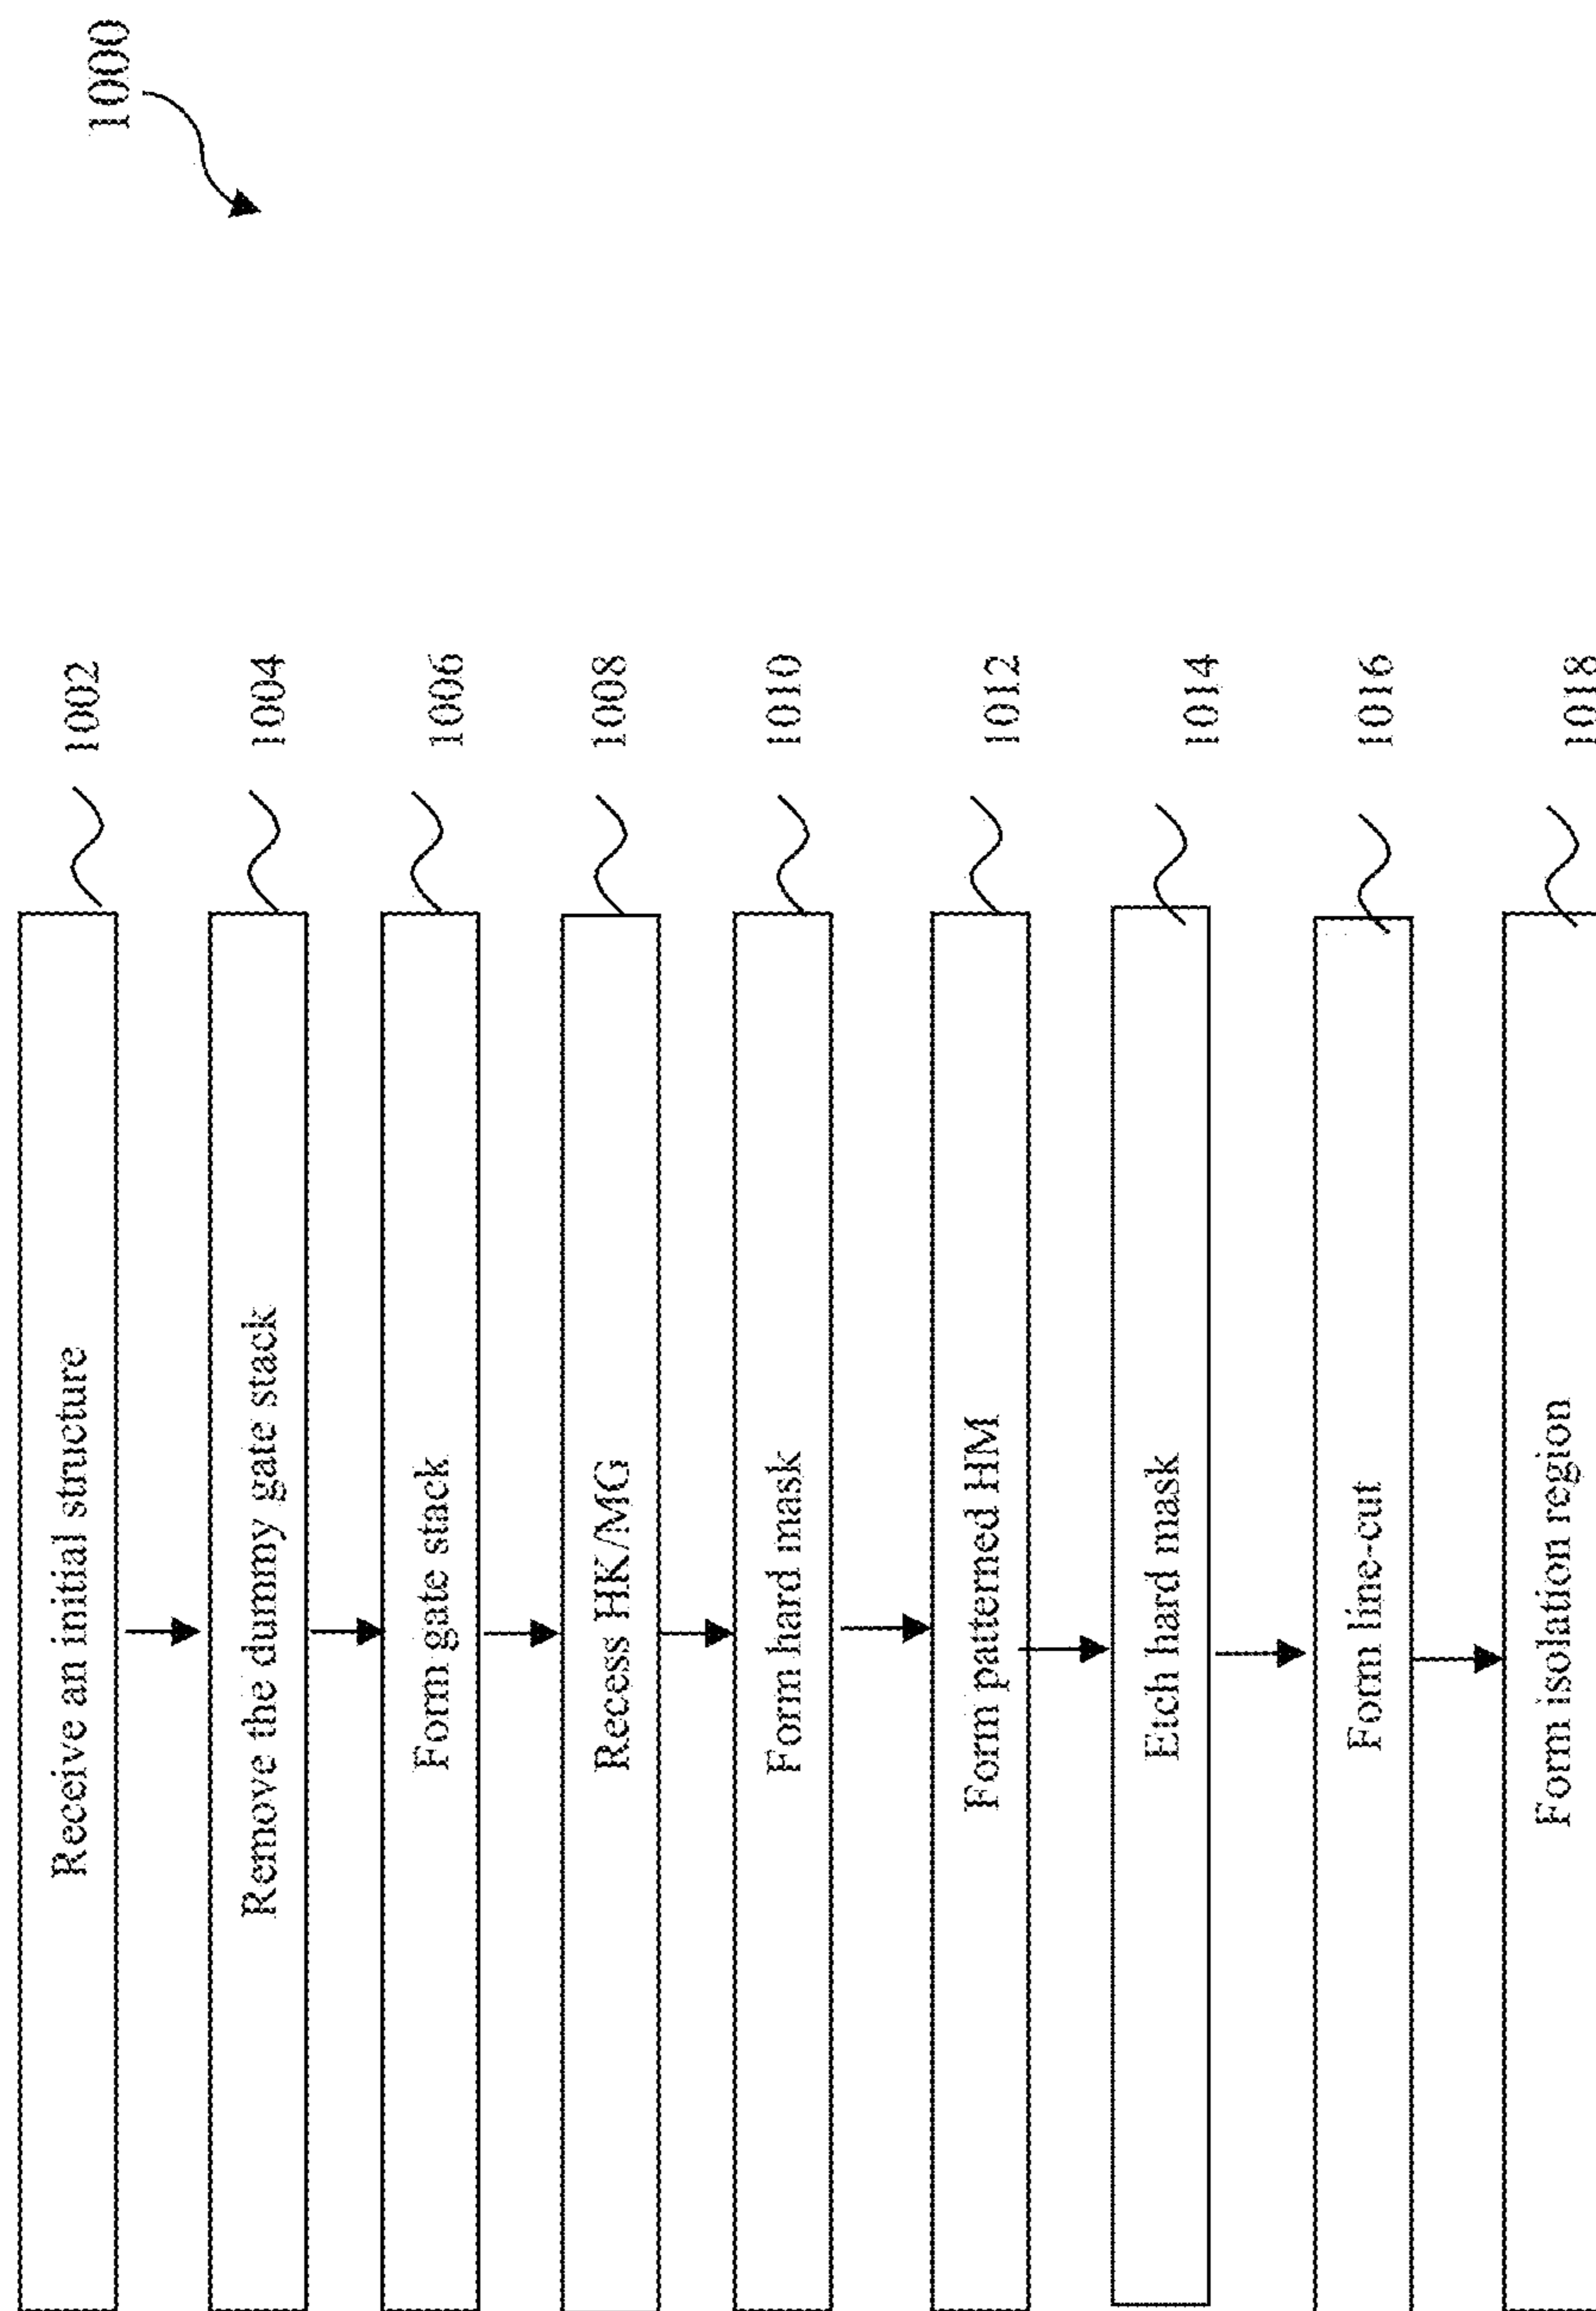 1000
Receive an initial structure
1002
Remove the dummy gate stack
1004
Form gate stack
1006
Recess HK/MG
1008
Form hard mask
1010
Form patterned HM
1012
Etch hard mask
1014
Form line-cut
1016
Form isolation region
1018